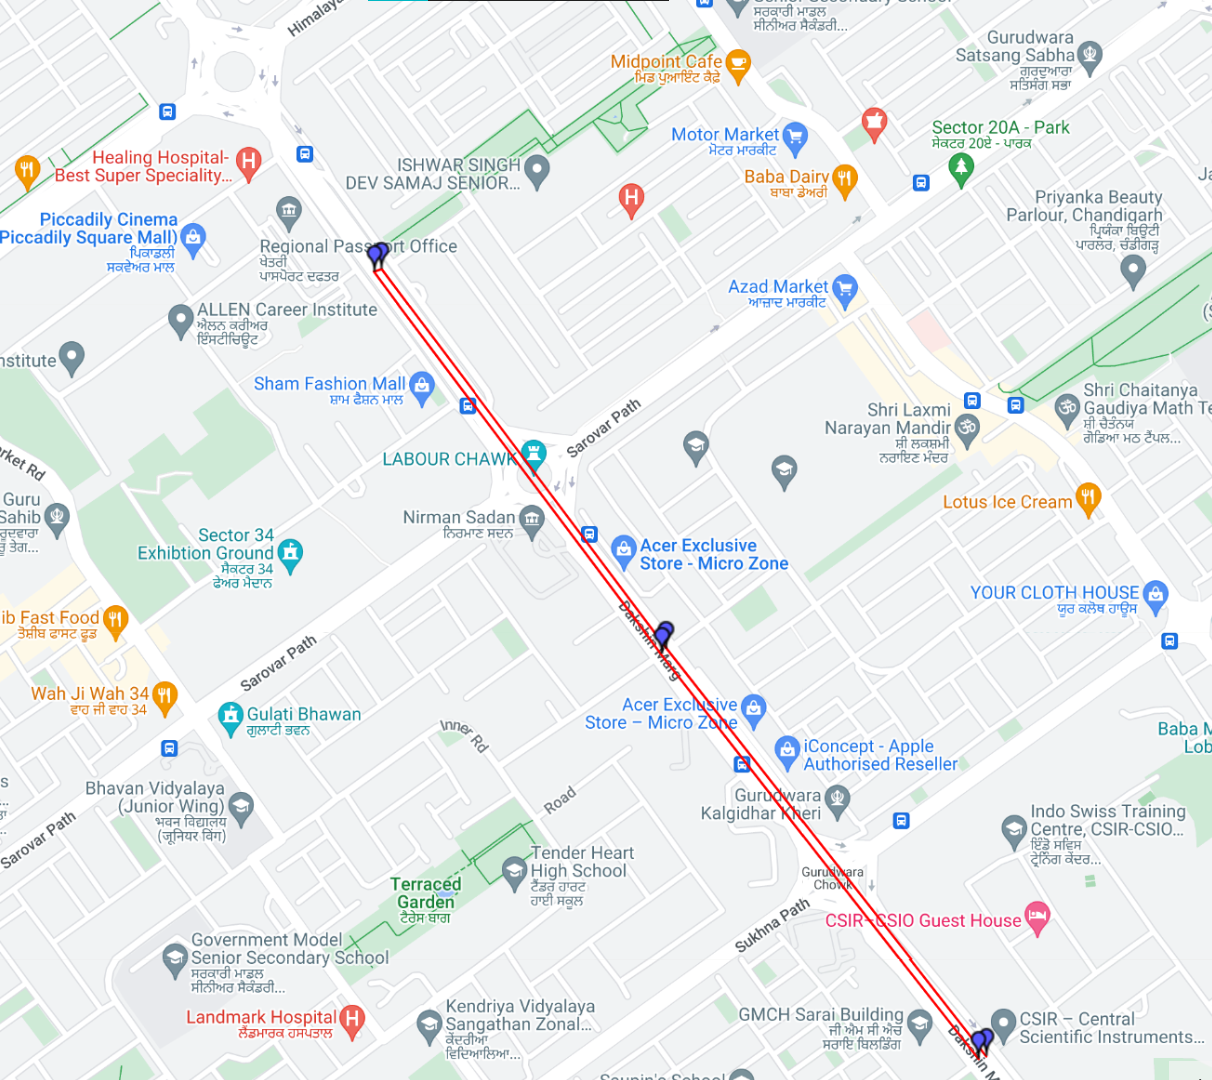 Himalaya
ਸਰਕਾਰੀ ਮਾਡਲ
ਸੀਨੀਅਰ ਸੈਕੰਡਰੀ...
Midpoint Cafe
ਮਿਡ ਪੁਆਇੰਟ ਕੈਫ਼ੇ
Gurudwara
Satsang Sabha
ਗੁਰਦੁਆਰਾ
ਸਤਿਸੰਗ ਸਭਾ
Motor Market
ਮੋਟਰ ਮਾਰਕੀਟ
Sector 20A - Park
ਸੈਕਟਰ 20ਏ - ਪਾਰਕ
Healing Hospital-
Best Super Speciality...
ISHWAR SINGH
DEV SAMAJ SENIOR...
Baba Dairy
ਬਾਬਾ ਡੇਅਰੀ
Priyanka Beauty
Parlour, Chandigarh
ਪ੍ਰਿਯੰਕਾ ਬਿਉਟੀ
ਪਾਰਲਰ, ਚੰਡੀਗੜ੍ਹ
Piccadily Cinema
(Piccadily Square Mall)
ਪਿਕਾਡਲੀ
ਸਕਵੇਅਰ ਮਾਲ
Regional Passport Office
ਖੇਤਰੀ
ਪਾਸਪੋਰਟ ਦਫਤਰ
Azad Market
ਆਜ਼ਾਦ ਮਾਰਕੀਟ
ALLEN Career Institute
ਐਲਨ ਕਰੀਅਰ
ਇੰਸਟੀਚਿਊਟ
nstitute
Sham Fashion Mall
ਸ਼ਾਮ ਫੈਸ਼ਨ ਮਾਲ
Shri Chaitanya
Gaudiya Math Te
ਸ਼੍ਰੀ ਚੈਤੰਨਯ
ਗੋਡਿਆ ਮਠ ਟੈਂਪਲ...
Shri Laxmi
Narayan Mandir
ਸ਼੍ਰੀ ਲਕਸ਼ਮੀ
ਨਰਾਇਣ ਮੰਦਰ
Sarovar Path
LABOUR CHAWK
arket Rd
Guru
Sahib
Lotus Ice Cream
Nirman Sadan
ਨਿਰਮਾਣ ਸਦਨ
Sector 34
Exhibtion Ground
ਸੈਕਟਰ 34
ਫੇਅਰ ਮੈਦਾਨ
Acer Exclusive
Store - Micro Zone
YOUR CLOTH HOUSE
ਯੂਰ ਕਲੋਥ ਹਾਊਸ
ib Fast Food
ਤੋਸ਼ੀਬ ਫਾਸਟ ਫੂਡ
Dakshin Marg
Sarovar Path
Wah Ji Wah 34
ਵਾਹ ਜੀ ਵਾਹ 34
Gulati Bhawan
ਗੁਲਾਟੀ ਭਵਨ
Inner Rd
Acer Exclusive
Store – Micro Zone
iConcept - Apple
Authorised Reseller
Baba M
Lob
Bhavan Vidyalaya
(Junior Wing)
ਭਵਨ ਵਿਦਿਆਲਯ
(ਜੂਨਿਯਰ ਵਿੰਗ)
Road
Gurudwara
Kalgidhar Kheri
Indo Swiss Training
Centre, CSIR-CSIO...
ਇੰਡੋ ਸਵਿਸ
ਟ੍ਰੇਨਿੰਗ ਕੇਂਦਰ...
Sarovar Path
Tender Heart
High School
ਟੈਂਡਰ ਹਾਰਟ
ਹਾਈ ਸਕੂਲ
Gurudwara
Chowk
Terraced
Garden
ਟੈਰੇਸ ਬਾਗ
CSIR-CSIO Guest House
Sukhna Path
Government Model
Senior Secondary School
ਸਰਕਾਰੀ ਮਾਡਲ
ਸੀਨੀਅਰ ਸੈਕੰਡਰੀ...
Landmark Hospital
ਲੈਂਡਮਾਰਕ ਹਸਪਤਾਲ
Kendriya Vidyalaya
Sangathan Zonal...
ਕੇਂਦਰੀਆ
ਵਿਦਿਆਲਿਆ...
GMCH Sarai Building
ਜੀ ਐਮ ਸੀ ਐਚ
ਸਰਾਏ ਬਿਲਡਿੰਗ
CSIR – Central
Scientific Instruments...
Dakshin M